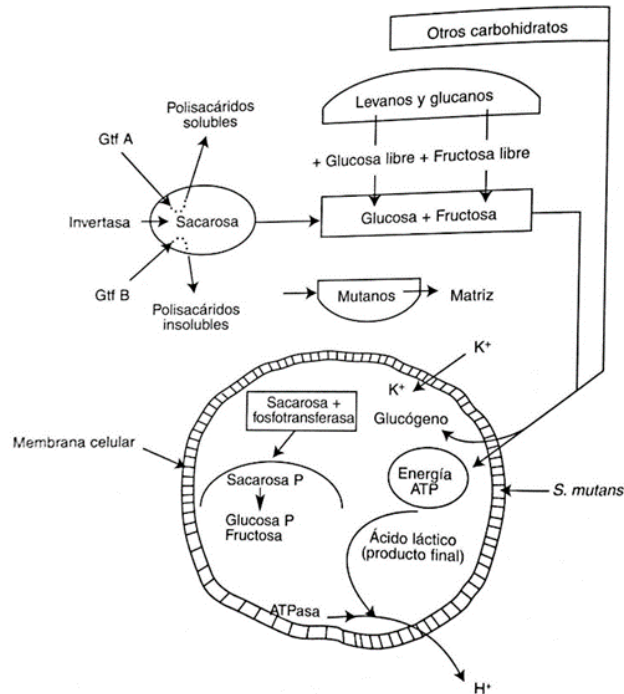 Otros carbohidratos
Polisacáridos
solubles
Levanos y glucanos
Gtf A
+ Glucosa libre + Fructosa libre
Invertasa
Sacarosa
Glucosa + Fructosa
Gtf B
Polisacáridos
insolubles
Mutanos
Matriz
K⁺
K⁺
Sacarosa +
fosfotransferasa
Glucógeno
Membrana celular
Sacarosa P
Energía
ATP
S. mutans
Glucosa P
Fructosa
Ácido láctico
(producto final)
ATPasa
H⁺